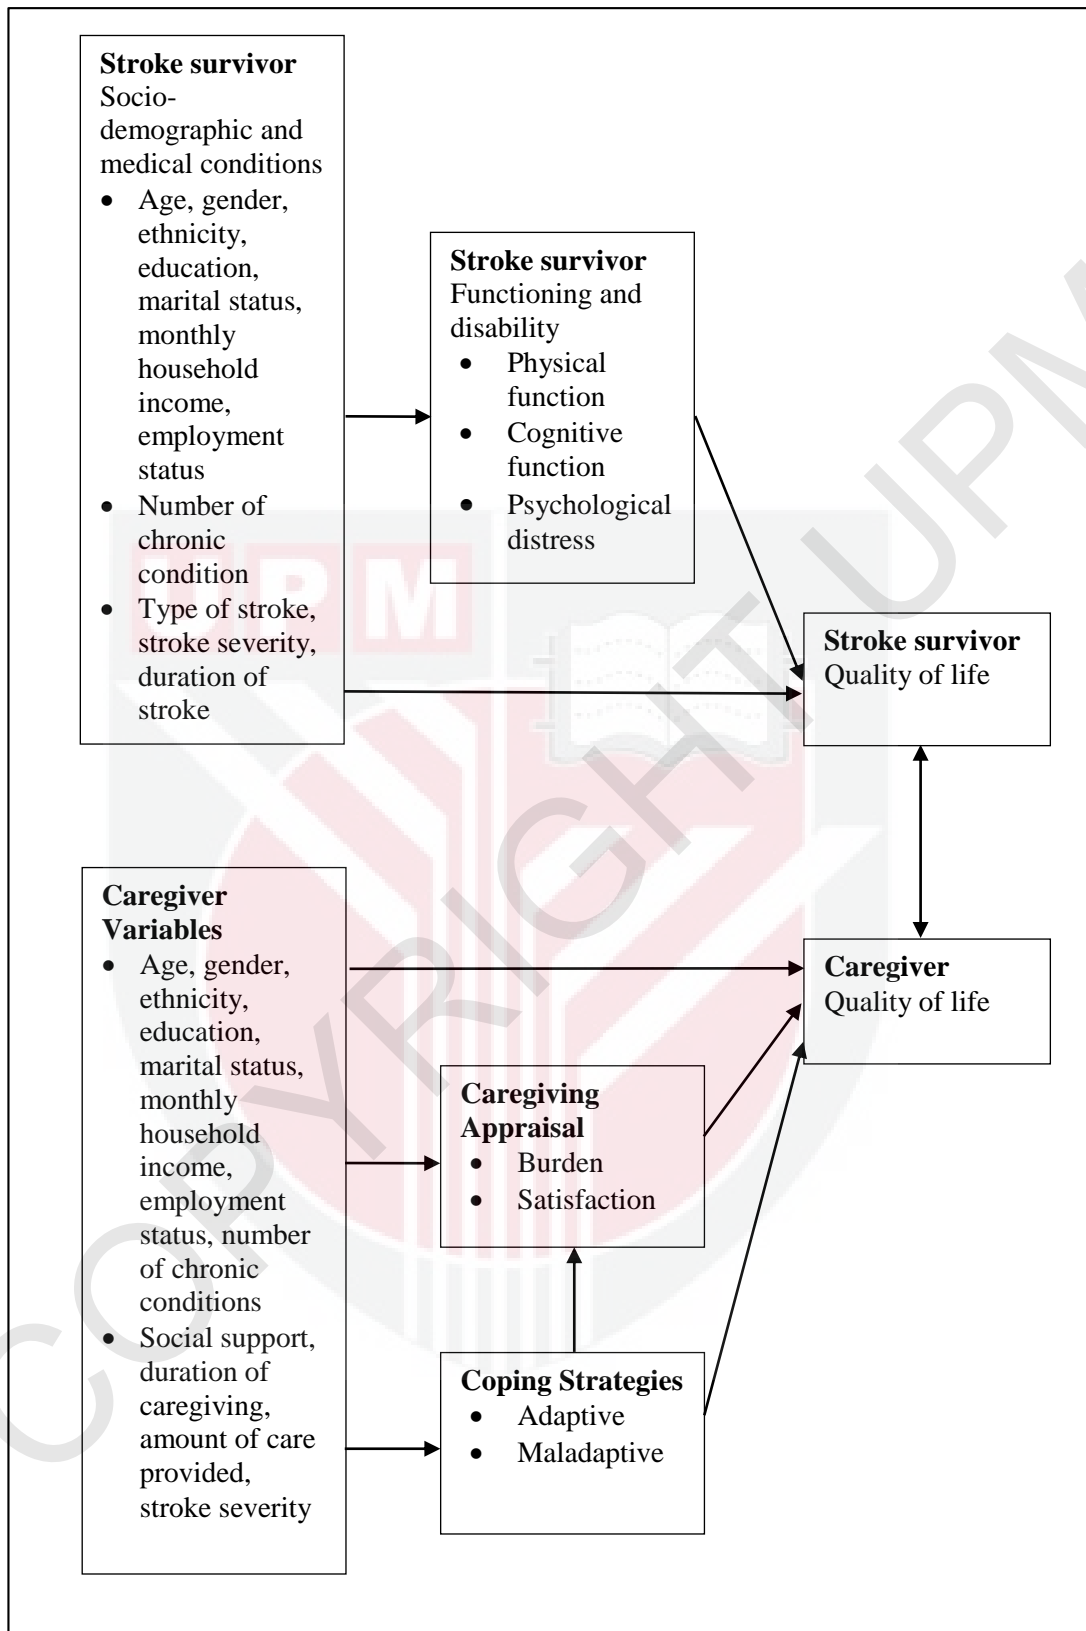 Stroke survivor
Socio-
demographic and
medical conditions
• Age, gender,
ethnicity,
education,
marital status,
monthly
household
income,
employment
status
• Number of
chronic
condition
• Type of stroke,
stroke severity,
duration of
stroke
Stroke survivor
Functioning and
disability
• Physical
function
• Cognitive
function
• Psychological
distress
Stroke survivor
Quality of life
Caregiver
Variables
• Age, gender,
ethnicity,
education,
marital status,
monthly
household
income,
employment
status, number
of chronic
conditions
• Social support,
duration of
caregiving,
amount of care
provided,
stroke severity
Caregiving
Appraisal
• Burden
• Satisfaction
Coping Strategies
• Adaptive
• Maladaptive
Caregiver
Quality of life
UPM
COPYRIGHT UPM